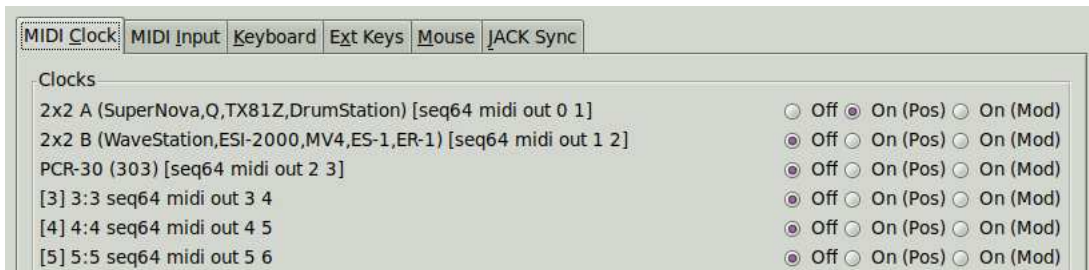 MIDI Clock MIDI Input Keyboard Ext Keys Mouse JACK Sync
Clocks
2x2 A (SuperNova,Q,TX81Z,DrumStation) [seq64 midi out 0 1] Off On (Pos) On (Mod)
2x2 B (WaveStation,ESI-2000,MV4,ES-1,ER-1) [seq64 midi out 1 2] Off On (Pos) On (Mod)
PCR-30 (303) [seq64 midi out 2 3] Off On (Pos) On (Mod)
[3] 3:3 seq64 midi out 3 4 Off On (Pos) On (Mod)
[4] 4:4 seq64 midi out 4 5 Off On (Pos) On (Mod)
[5] 5:5 seq64 midi out 5 6 Off On (Pos) On (Mod)